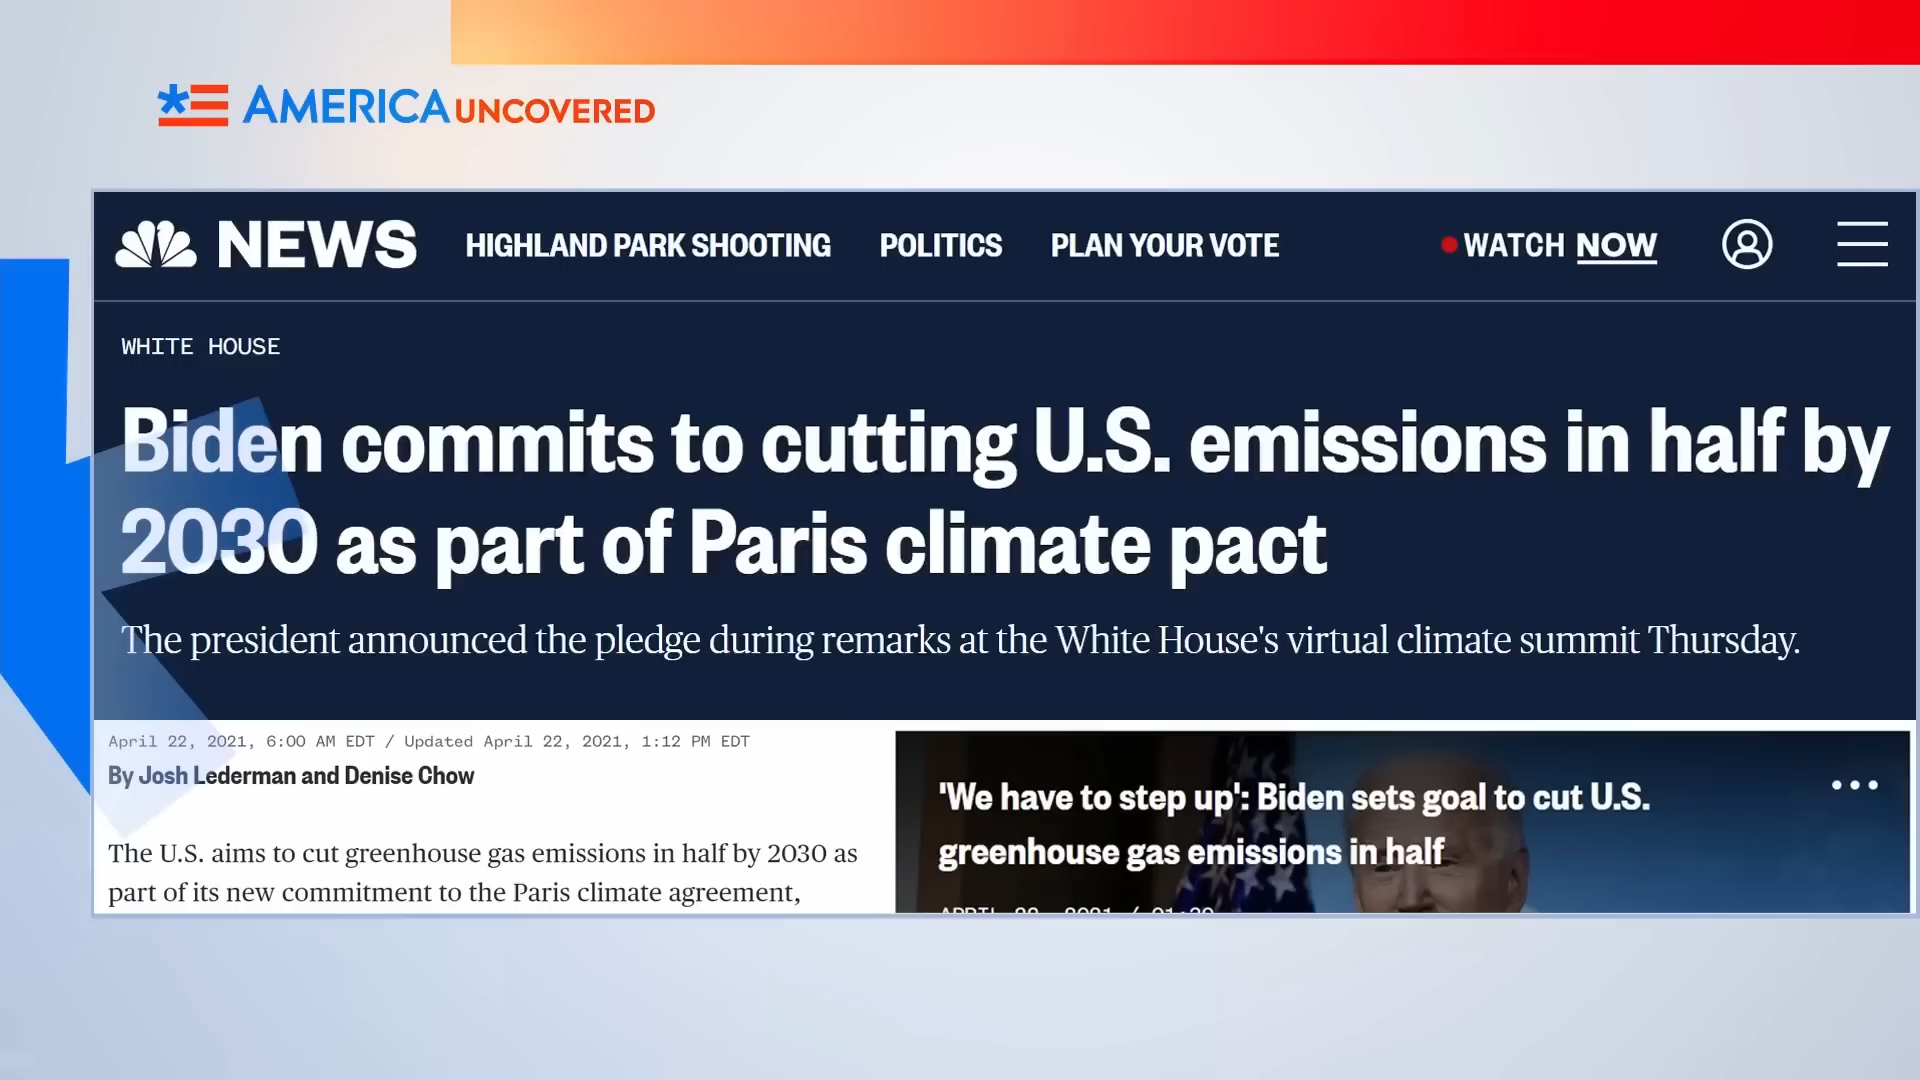 AMERICA UNCOVERED
NEWS
HIGHLAND PARK SHOOTING
POLITICS
PLAN YOUR VOTE
WATCH NOW
WHITE HOUSE
Biden commits to cutting U.S. emissions in half by
2030 as part of Paris climate pact
The president announced the pledge during remarks at the White House's virtual climate summit Thursday.
April 22, 2021, 6:00 AM EDT / Updated April 22, 2021, 1:12 PM EDT
By Josh Lederman and Denise Chow
The U.S. aims to cut greenhouse gas emissions in half by 2030 as
part of its new commitment to the Paris climate agreement,
'We have to step up': Biden sets goal to cut U.S.
greenhouse gas emissions in half
APRIL 22, 2021 /